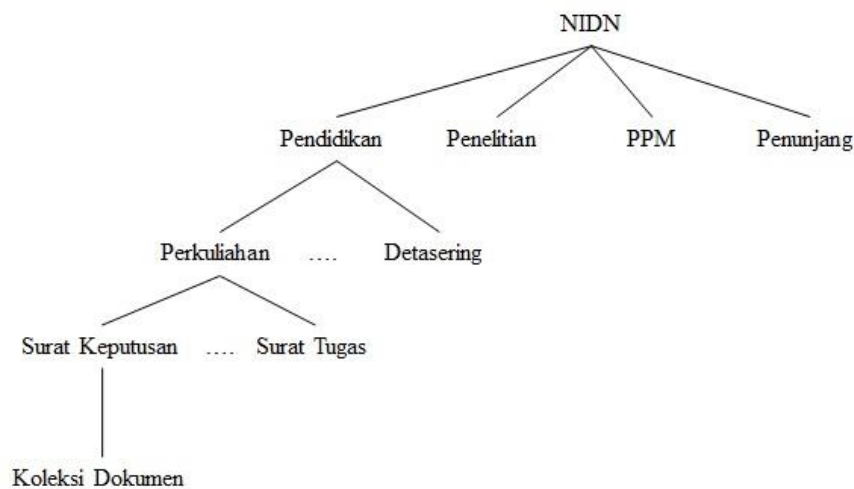 NIDN
Pendidikan Penelitian PPM Penunjang
Perkuliahan .... Detasering
Surat Keputusan .... Surat Tugas
Koleksi Dokumen